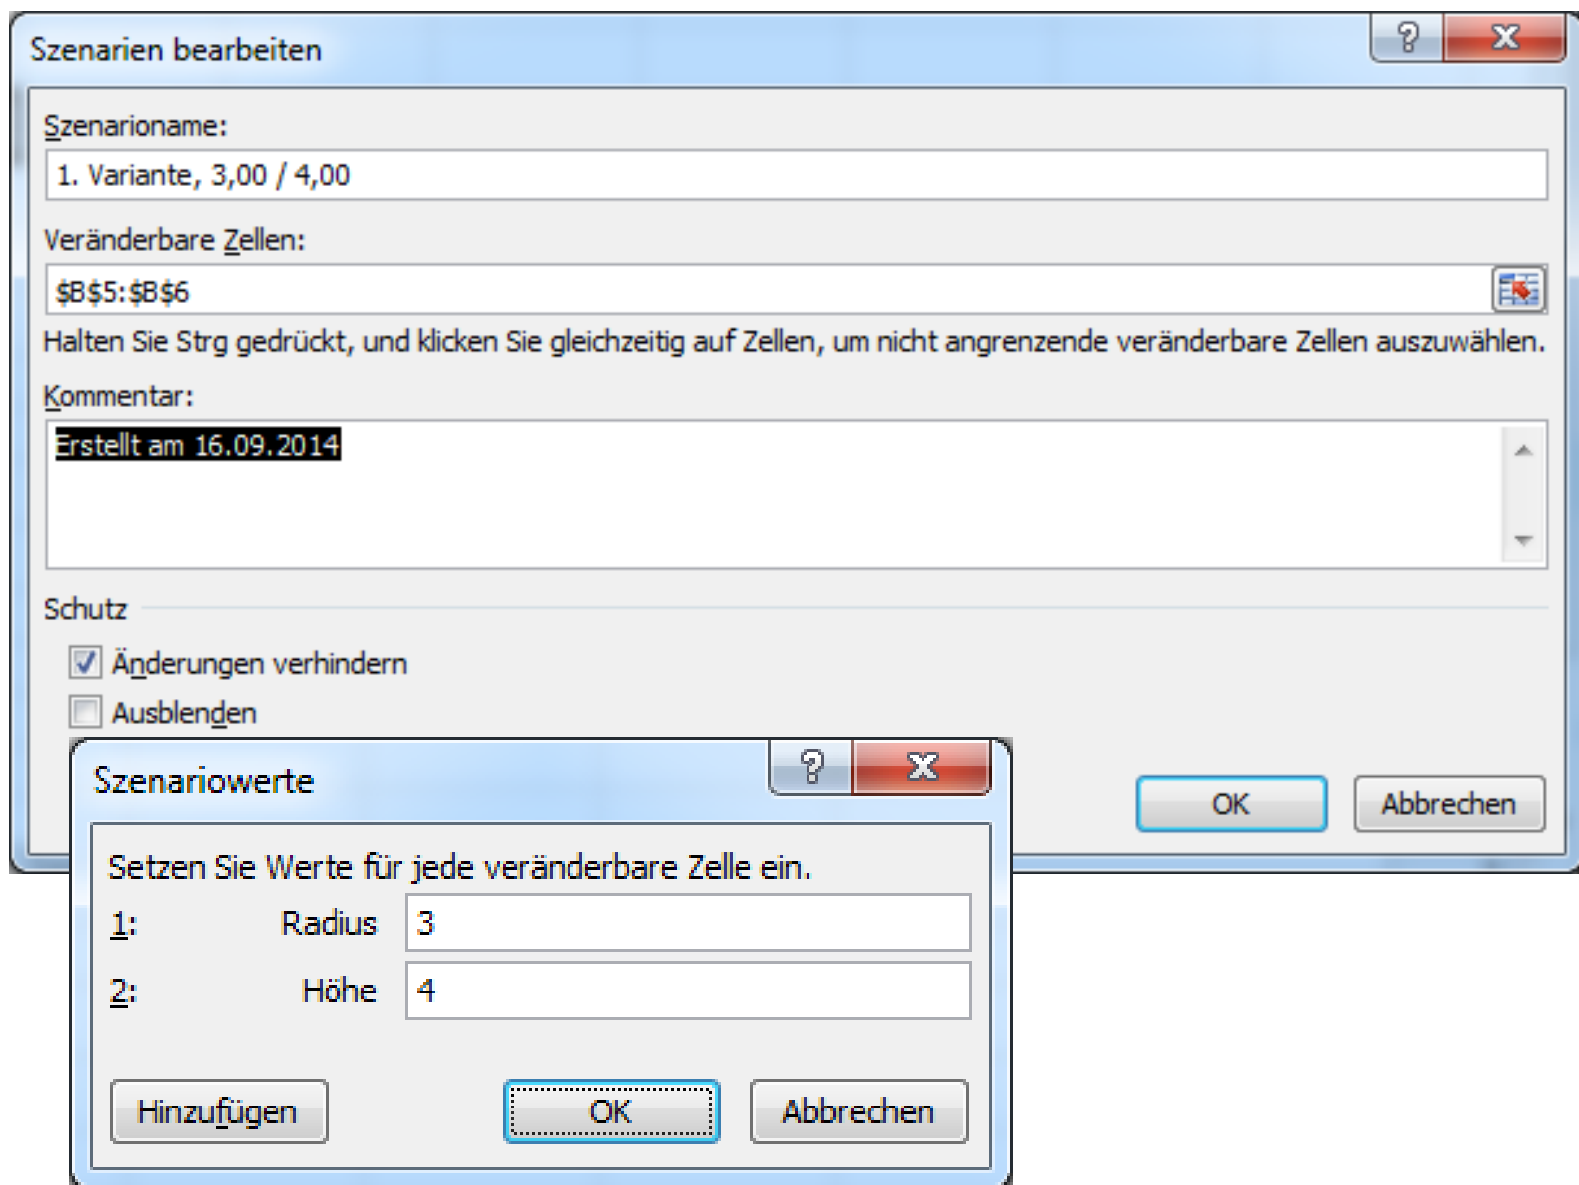 Szenarien bearbeiten
Szenarioname:
1. Variante, 3,00 / 4,00
Veränderbare Zellen:
$B$5:$B$6
Halten Sie Strg gedrückt, und klicken Sie gleichzeitig auf Zellen, um nicht angrenzende veränderbare Zellen auszuwählen.
Kommentar:
Erstellt am 16.09.2014
Schutz
Änderungen verhindern
Ausblenden
OK Abbrechen
Szenariowerte
Setzen Sie Werte für jede veränderbare Zelle ein.
1: Radius 3
2: Höhe 4
Hinzufügen OK Abbrechen